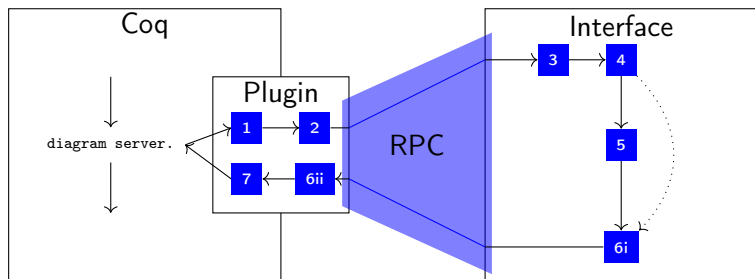 Coq
Interface
Plugin
3
4
1
2
diagram server.
RPC
5
7
6ii
6i